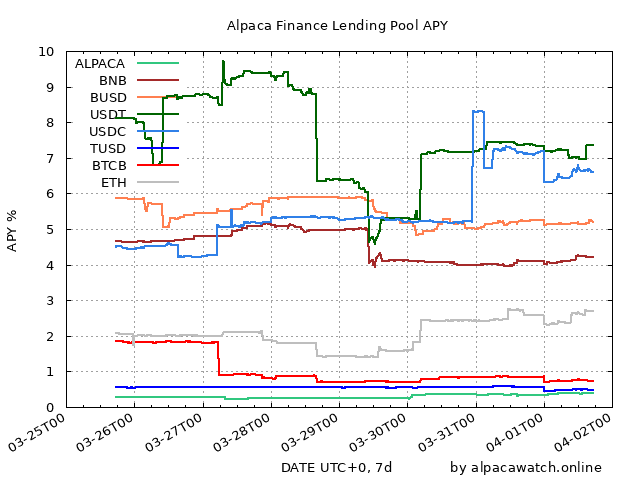 Alpaca Finance Lending Pool APY
10
9
8
7
6
5
4
3
2
1
0
APY %
ALPACA
BNB
BUSD
USDT
USDC
TUSD
BTCB
ETH
03-25T00
03-26T00
03-27T00
03-28T00
03-29T00
03-30T00
03-31T00
04-01T00
04-02T00
DATE UTC+0, 7d
by alpacawatch.online